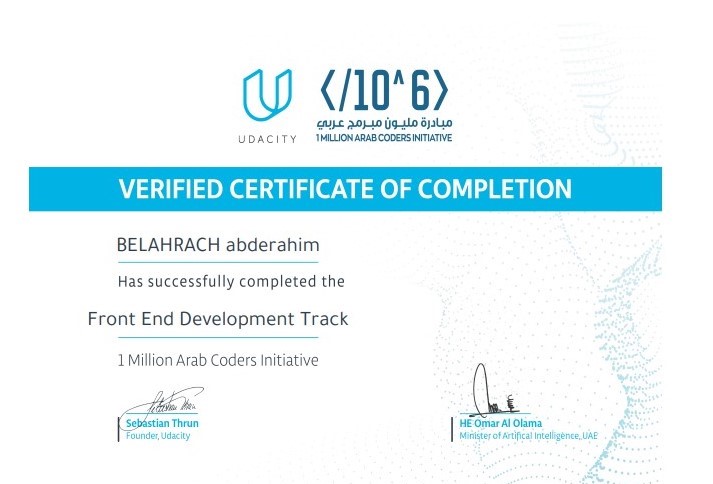 UDACITY
</10^6>
مبادرة مليون مبرمج عربي
1 MILLION ARAB CODERS INITIATIVE
VERIFIED CERTIFICATE OF COMPLETION
BELAHRACH abderahim
Has successfully completed the
Front End Development Track
1 Million Arab Coders Initiative
Sebastian Thrun
Founder, Udacity
HE Omar Al Olama
Minister of Artifical Intelligence, UAE